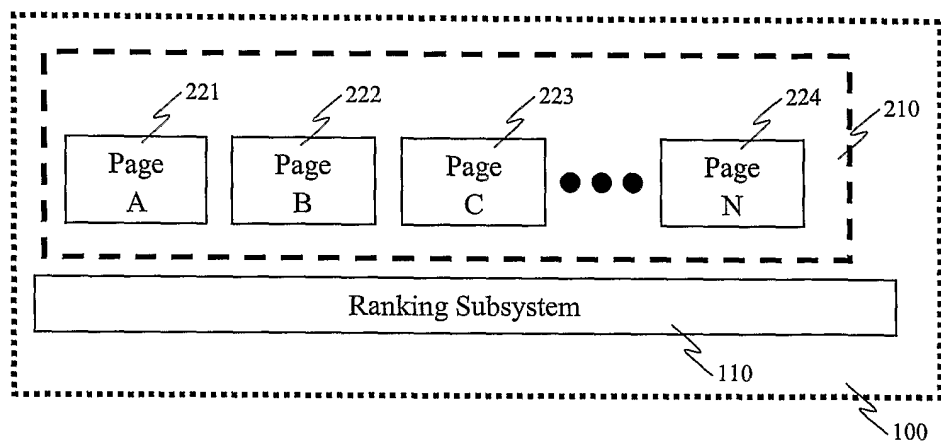 221
222
223
224
210
Page
A
Page
B
Page
C
Page
N
Ranking Subsystem
110
100